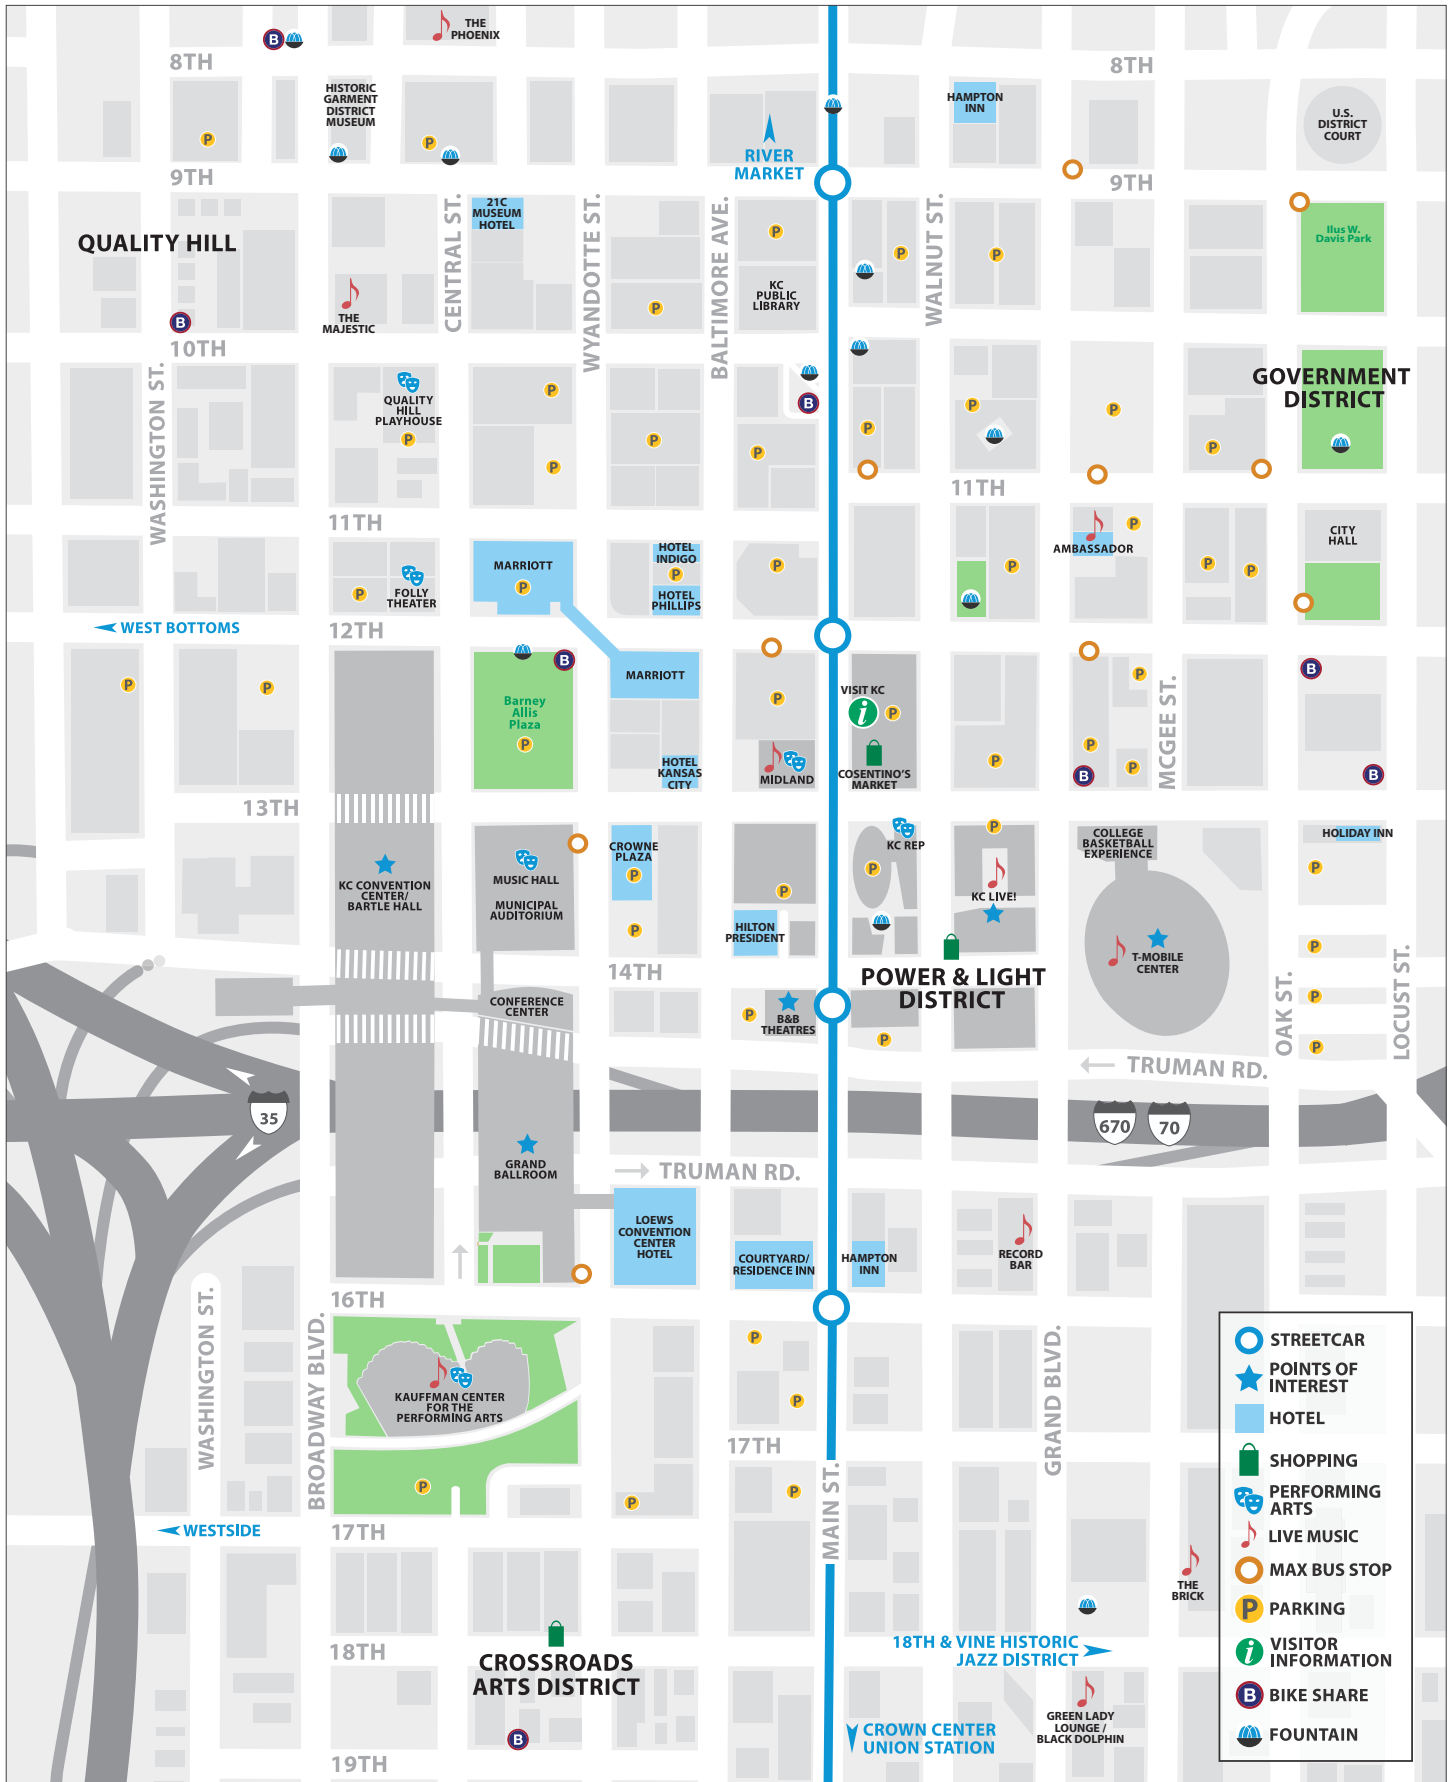 THE
PHOENIX
B
8TH
8TH
HISTORIC
GARMENT
DISTRICT
MUSEUM
P
P
HAMPTON
INN
U.S.
DISTRICT
COURT
RIVER
MARKET
9TH
9TH
QUALITY HILL
CENTRAL ST.
21C
MUSEUM
HOTEL
WYANDOTTE ST.
BALTIMORE AVE.
P
P
WALNUT ST.
P
Ilus W.
Davis Park
KC
PUBLIC
LIBRARY
P
B
THE
MAJESTIC
10TH
WASHINGTON ST.
QUALITY
HILL
PLAYHOUSE
P
P
P
P
P
B
P
P
P
P
GOVERNMENT
DISTRICT
11TH
11TH
MARRIOTT
P
HOTEL
INDIGO
P
HOTEL
PHILLIPS
P
P
P
AMBASSADOR
P
P
CITY
HALL
P
FOLLY
THEATER
WEST BOTTOMS
12TH
P
P
B
Barney
Allis
Plaza
P
MARRIOTT
HOTEL
KANSAS
CITY
P
MIDLAND
VISIT KC
i
P
COSENTINO'S
MARKET
P
P
P
P
B
MCGEE ST.
B
B
13TH
KC CONVENTION
CENTER/
BARTLE HALL
MUSIC HALL
MUNICIPAL
AUDITORIUM
CROWNE
PLAZA
P
P
P
HILTON
PRESIDENT
KC REP
P
P
KC LIVE!
COLLEGE
BASKETBALL
EXPERIENCE
T-MOBILE
CENTER
HOLIDAY INN
P
P
P
P
14TH
POWER & LIGHT
DISTRICT
CONFERENCE
CENTER
P
B&B
THEATRES
P
OAK ST.
LOCUST ST.
TRUMAN RD.
35
670
70
GRAND
BALLROOM
TRUMAN RD.
LOEWS
CONVENTION
CENTER
HOTEL
COURTYARD/
RESIDENCE INN
HAMPTON
INN
RECORD
BAR
16TH
WASHINGTON ST.
BROADWAY BLVD.
KAUFFMAN CENTER
FOR THE
PERFORMING ARTS
P
P
P
P
17TH
P
MAIN ST.
GRAND BLVD.
WESTSIDE
17TH
THE
BRICK
18TH
CROSSROADS
ARTS DISTRICT
B
18TH & VINE HISTORIC
JAZZ DISTRICT
CROWN CENTER
UNION STATION
GREEN LADY
LOUNGE /
BLACK DOLPHIN
19TH
STREETCAR
POINTS OF
INTEREST
HOTEL
SHOPPING
PERFORMING
ARTS
LIVE MUSIC
MAX BUS STOP
P PARKING
i VISITOR
INFORMATION
B BIKE SHARE
FOUNTAIN